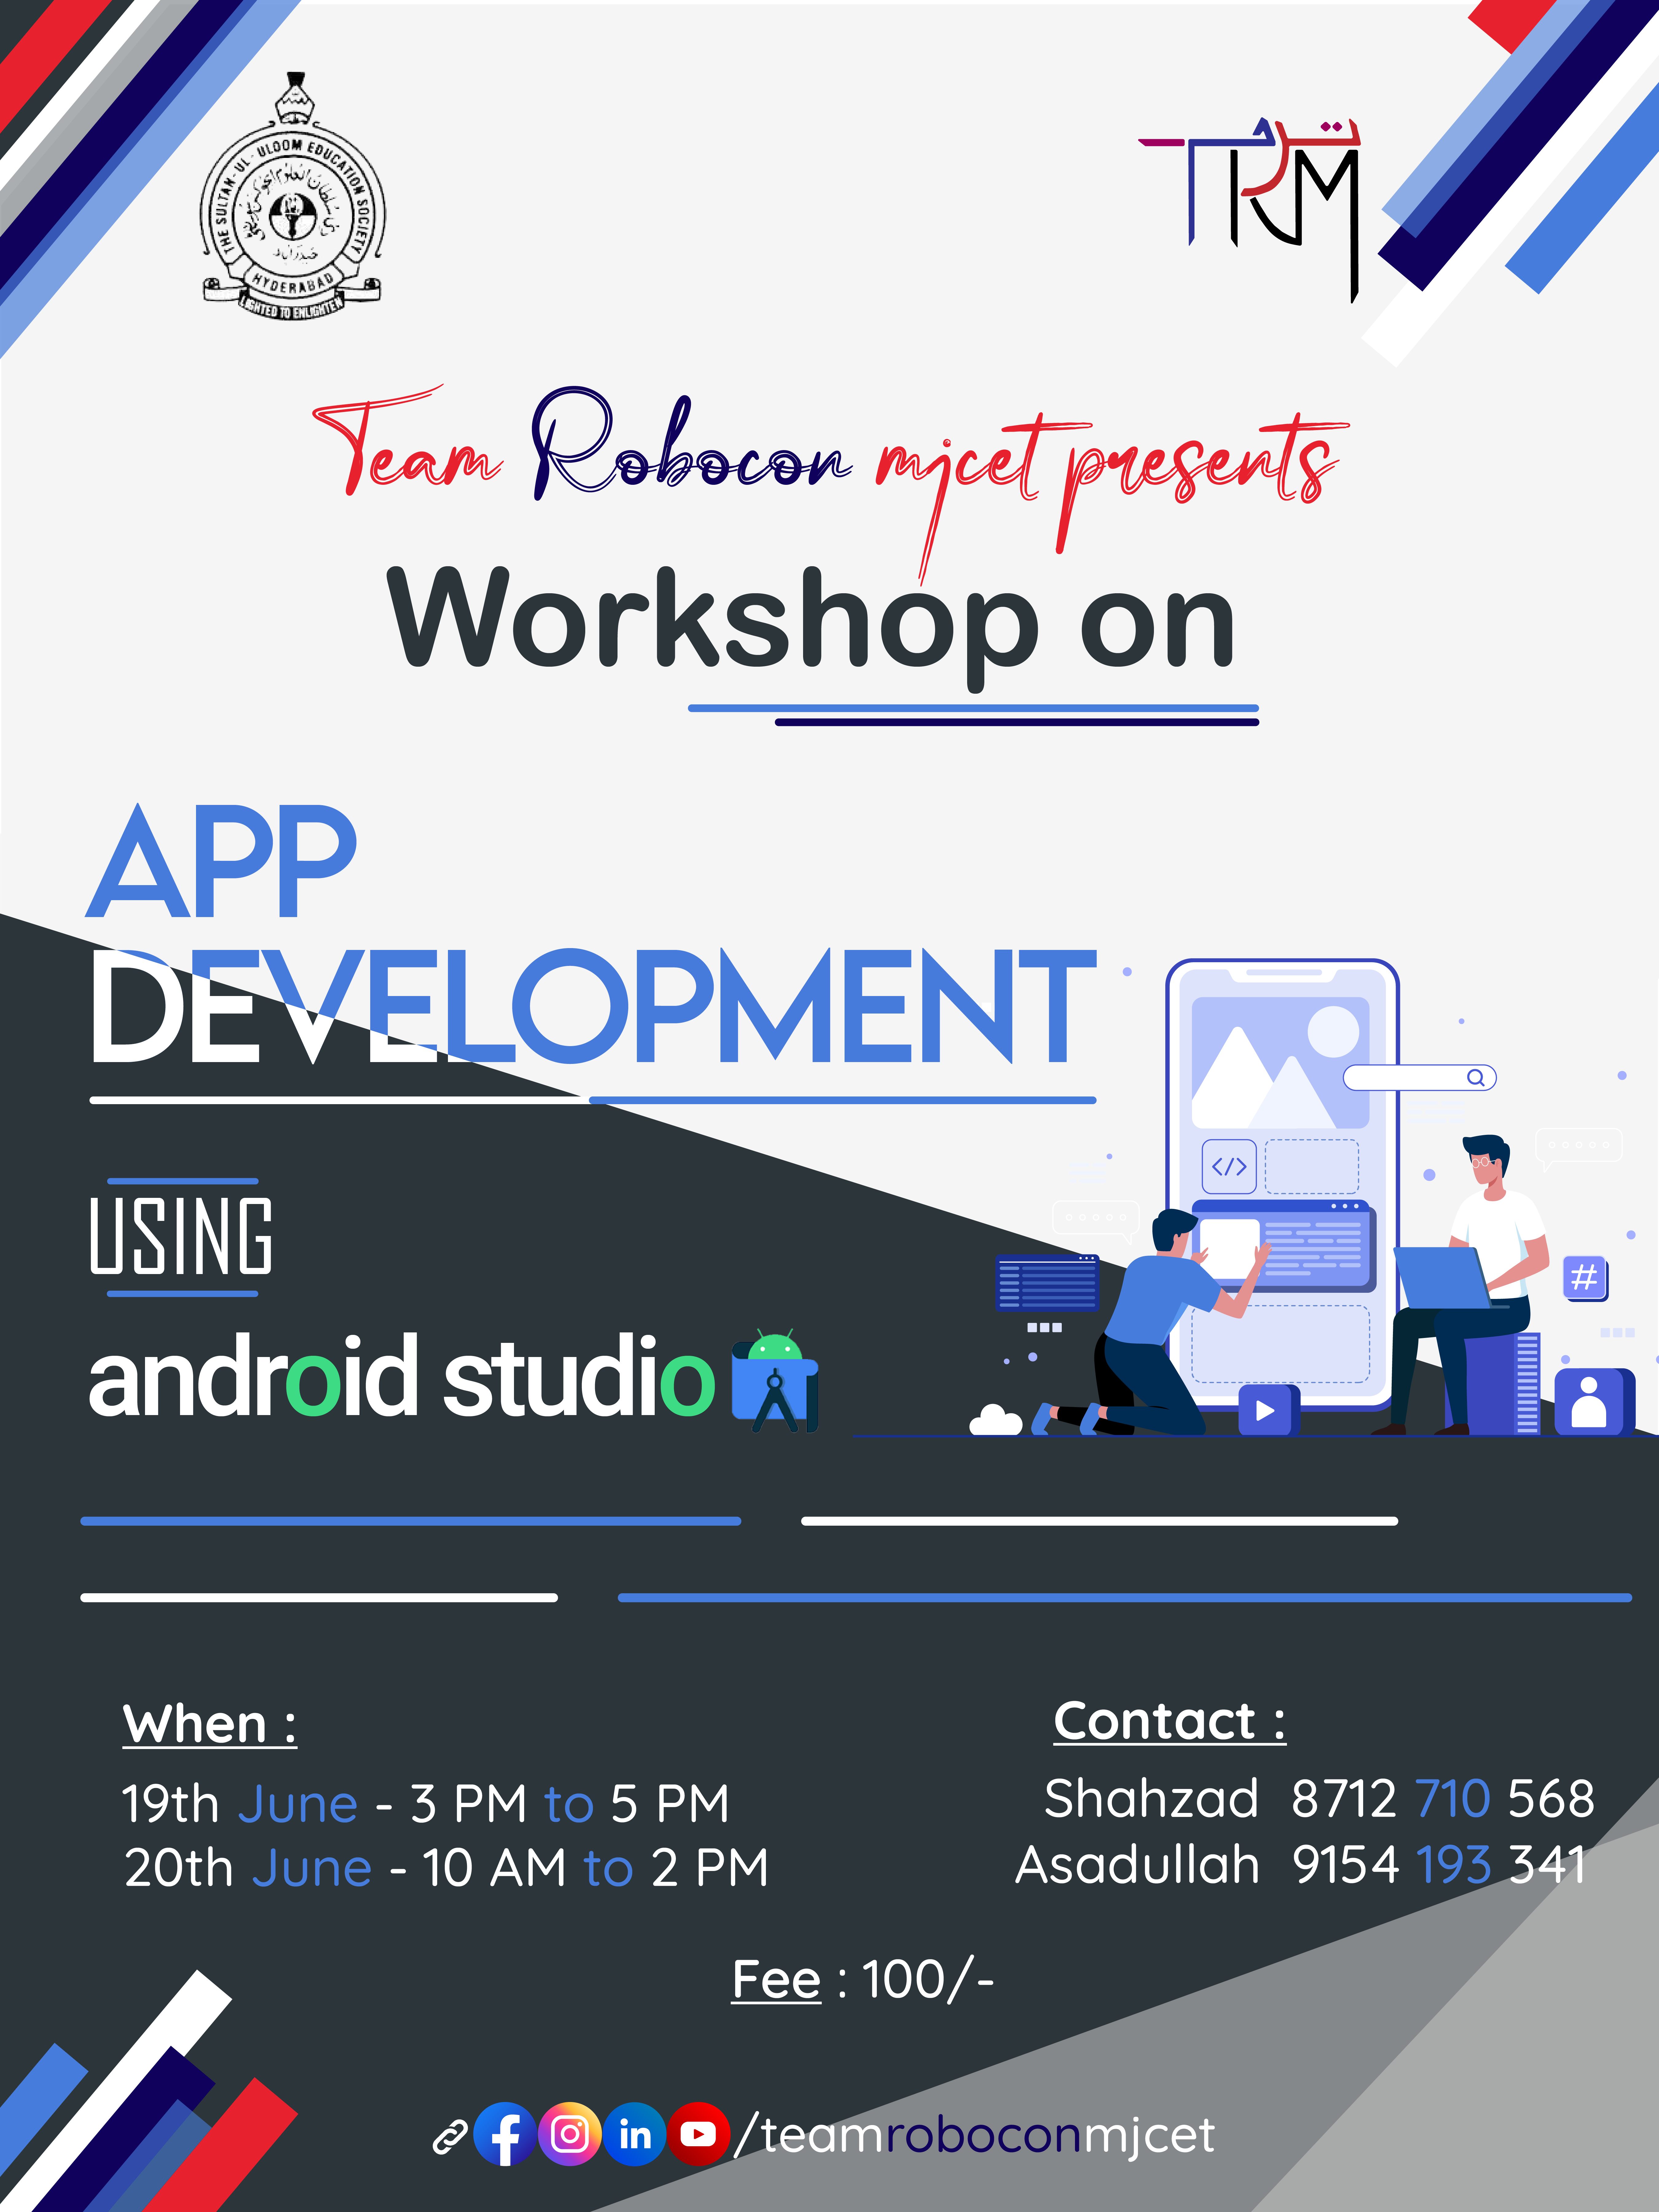 THE SULTAN-UL-ULOOM EDUCATION SOCIETY
HYDERABAD
LIGHTED TO ENLIGHTEN
TRM
Team Robocon mjcet presents
Workshop on
APP
DEVELOPMENT
</>
#
USING
android studio
When :
19th June - 3 PM to 5 PM
20th June - 10 AM to 2 PM
Contact :
Shahzad 8712 710 568
Asadullah 9154 193 341
Fee : 100/-
in
/teamroboconmjcet